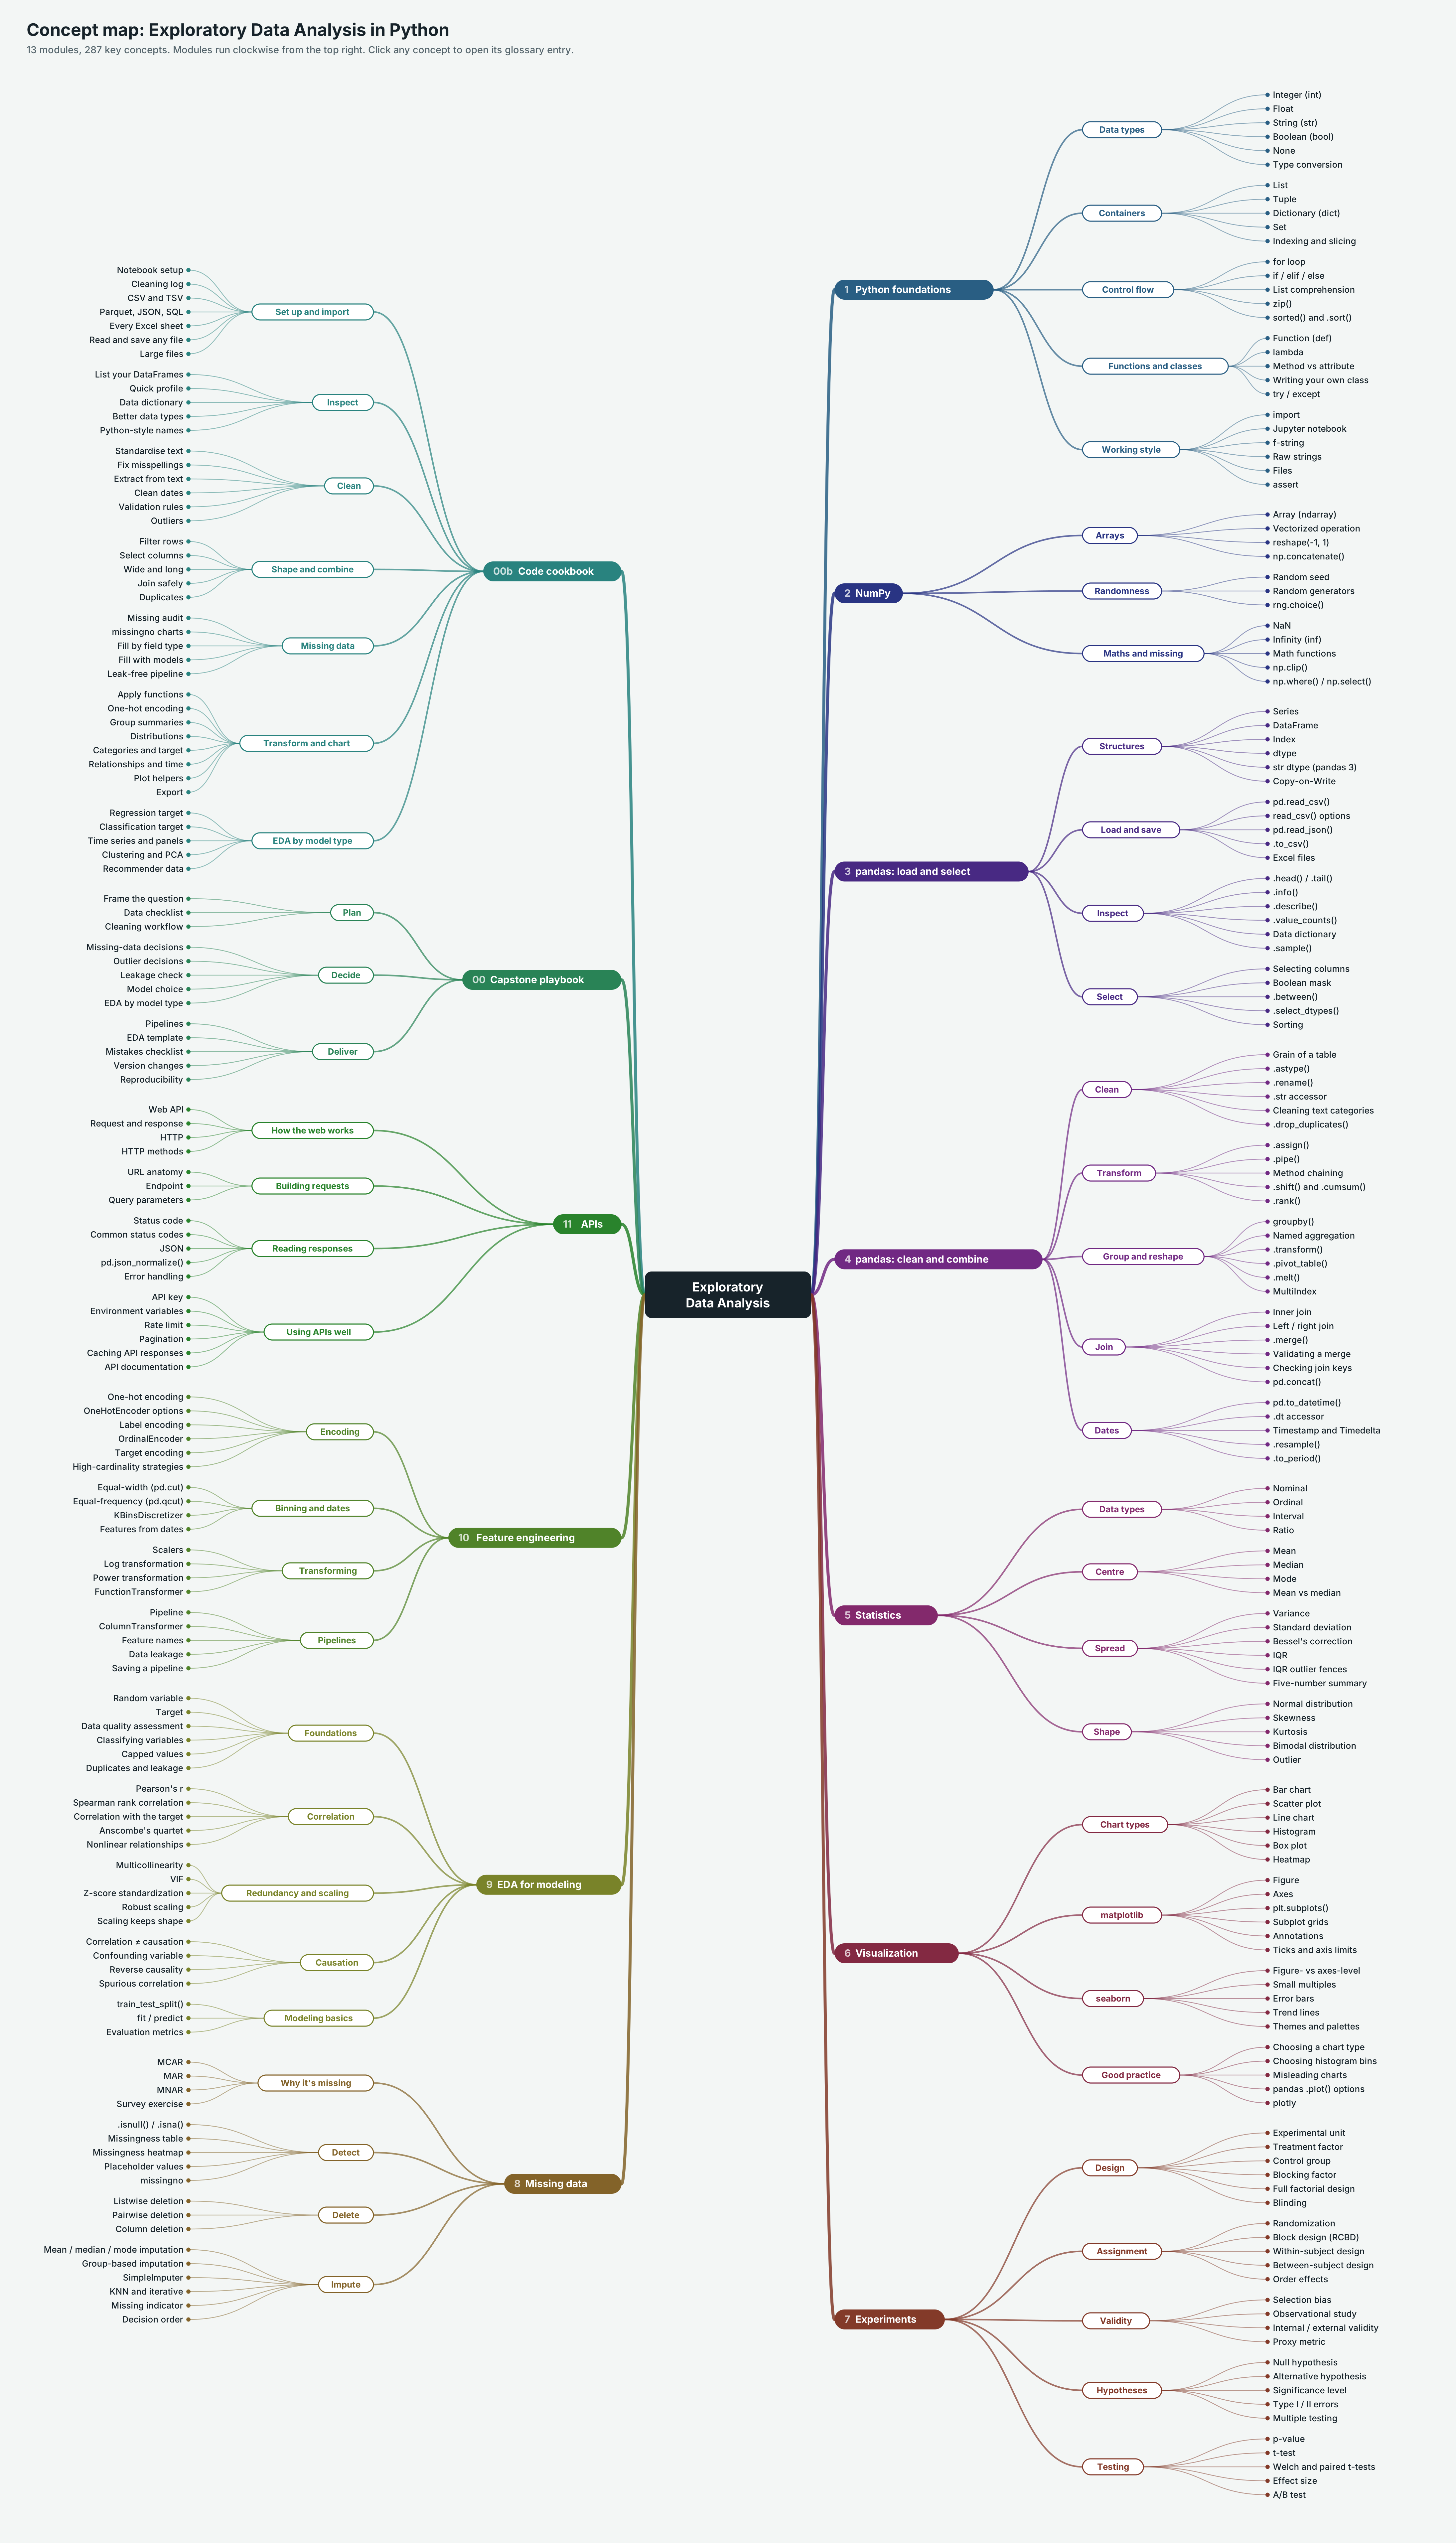 Concept map: Exploratory Data Analysis in Python
13 modules, 287 key concepts. Modules run clockwise from the top right. Click any concept to open its glossary entry.
Exploratory
Data Analysis
1 Python foundations
Data types
Integer (int)
Float
String (str)
Boolean (bool)
None
Type conversion
Containers
List
Tuple
Dictionary (dict)
Set
Indexing and slicing
Control flow
for loop
if / elif / else
List comprehension
zip()
sorted() and .sort()
Functions and classes
Function (def)
lambda
Method vs attribute
Writing your own class
try / except
Working style
import
Jupyter notebook
f-string
Raw strings
Files
assert
2 NumPy
Arrays
Array (ndarray)
Vectorized operation
reshape(-1, 1)
np.concatenate()
Randomness
Random seed
Random generators
rng.choice()
Maths and missing
NaN
Infinity (inf)
Math functions
np.clip()
np.where() / np.select()
3 pandas: load and select
Structures
Series
DataFrame
Index
dtype
str dtype (pandas 3)
Copy-on-Write
Load and save
pd.read_csv()
read_csv() options
pd.read_json()
.to_csv()
Excel files
Inspect
.head() / .tail()
.info()
.describe()
.value_counts()
Data dictionary
.sample()
Select
Selecting columns
Boolean mask
.between()
.select_dtypes()
Sorting
4 pandas: clean and combine
Clean
Grain of a table
.astype()
.rename()
.str accessor
Cleaning text categories
.drop_duplicates()
Transform
.assign()
.pipe()
Method chaining
.shift() and .cumsum()
.rank()
Group and reshape
groupby()
Named aggregation
.transform()
.pivot_table()
.melt()
MultiIndex
Join
Inner join
Left / right join
.merge()
Validating a merge
Checking join keys
pd.concat()
Dates
pd.to_datetime()
.dt accessor
Timestamp and Timedelta
.resample()
.to_period()
5 Statistics
Data types
Nominal
Ordinal
Interval
Ratio
Centre
Mean
Median
Mode
Mean vs median
Spread
Variance
Standard deviation
Bessel's correction
IQR
IQR outlier fences
Five-number summary
Shape
Normal distribution
Skewness
Kurtosis
Bimodal distribution
Outlier
6 Visualization
Chart types
Bar chart
Scatter plot
Line chart
Histogram
Box plot
Heatmap
matplotlib
Figure
Axes
plt.subplots()
Subplot grids
Annotations
Ticks and axis limits
seaborn
Figure- vs axes-level
Small multiples
Error bars
Trend lines
Themes and palettes
Good practice
Choosing a chart type
Choosing histogram bins
Misleading charts
pandas .plot() options
plotly
7 Experiments
Design
Experimental unit
Treatment factor
Control group
Blocking factor
Full factorial design
Blinding
Assignment
Randomization
Block design (RCBD)
Within-subject design
Between-subject design
Order effects
Validity
Selection bias
Observational study
Internal / external validity
Proxy metric
Hypotheses
Null hypothesis
Alternative hypothesis
Significance level
Type I / II errors
Multiple testing
Testing
p-value
t-test
Welch and paired t-tests
Effect size
A/B test
00b Code cookbook
Set up and import
Notebook setup
Cleaning log
CSV and TSV
Parquet, JSON, SQL
Every Excel sheet
Read and save any file
Large files
Inspect
List your DataFrames
Quick profile
Data dictionary
Better data types
Python-style names
Clean
Standardise text
Fix misspellings
Extract from text
Clean dates
Validation rules
Outliers
Shape and combine
Filter rows
Select columns
Wide and long
Join safely
Duplicates
Missing data
Missing audit
missingno charts
Fill by field type
Fill with models
Leak-free pipeline
Transform and chart
Apply functions
One-hot encoding
Group summaries
Distributions
Categories and target
Relationships and time
Plot helpers
Export
EDA by model type
Regression target
Classification target
Time series and panels
Clustering and PCA
Recommender data
00 Capstone playbook
Plan
Frame the question
Data checklist
Cleaning workflow
Decide
Missing-data decisions
Outlier decisions
Leakage check
Model choice
EDA by model type
Deliver
Pipelines
EDA template
Mistakes checklist
Version changes
Reproducibility
11 APIs
How the web works
Web API
Request and response
HTTP
HTTP methods
Building requests
URL anatomy
Endpoint
Query parameters
Reading responses
Status code
Common status codes
JSON
pd.json_normalize()
Error handling
Using APIs well
API key
Environment variables
Rate limit
Pagination
Caching API responses
API documentation
10 Feature engineering
Encoding
One-hot encoding
OneHotEncoder options
Label encoding
OrdinalEncoder
Target encoding
High-cardinality strategies
Binning and dates
Equal-width (pd.cut)
Equal-frequency (pd.qcut)
KBinsDiscretizer
Features from dates
Transforming
Scalers
Log transformation
Power transformation
FunctionTransformer
Pipelines
Pipeline
ColumnTransformer
Feature names
Data leakage
Saving a pipeline
9 EDA for modeling
Foundations
Random variable
Target
Data quality assessment
Classifying variables
Capped values
Duplicates and leakage
Correlation
Pearson's r
Spearman rank correlation
Correlation with the target
Anscombe's quartet
Nonlinear relationships
Redundancy and scaling
Multicollinearity
VIF
Z-score standardization
Robust scaling
Scaling keeps shape
Causation
Correlation ≠ causation
Confounding variable
Reverse causality
Spurious correlation
Modeling basics
train_test_split()
fit / predict
Evaluation metrics
8 Missing data
Why it's missing
MCAR
MAR
MNAR
Survey exercise
Detect
.isnull() / .isna()
Missingness table
Missingness heatmap
Placeholder values
missingno
Delete
Listwise deletion
Pairwise deletion
Column deletion
Impute
Mean / median / mode imputation
Group-based imputation
SimpleImputer
KNN and iterative
Missing indicator
Decision order